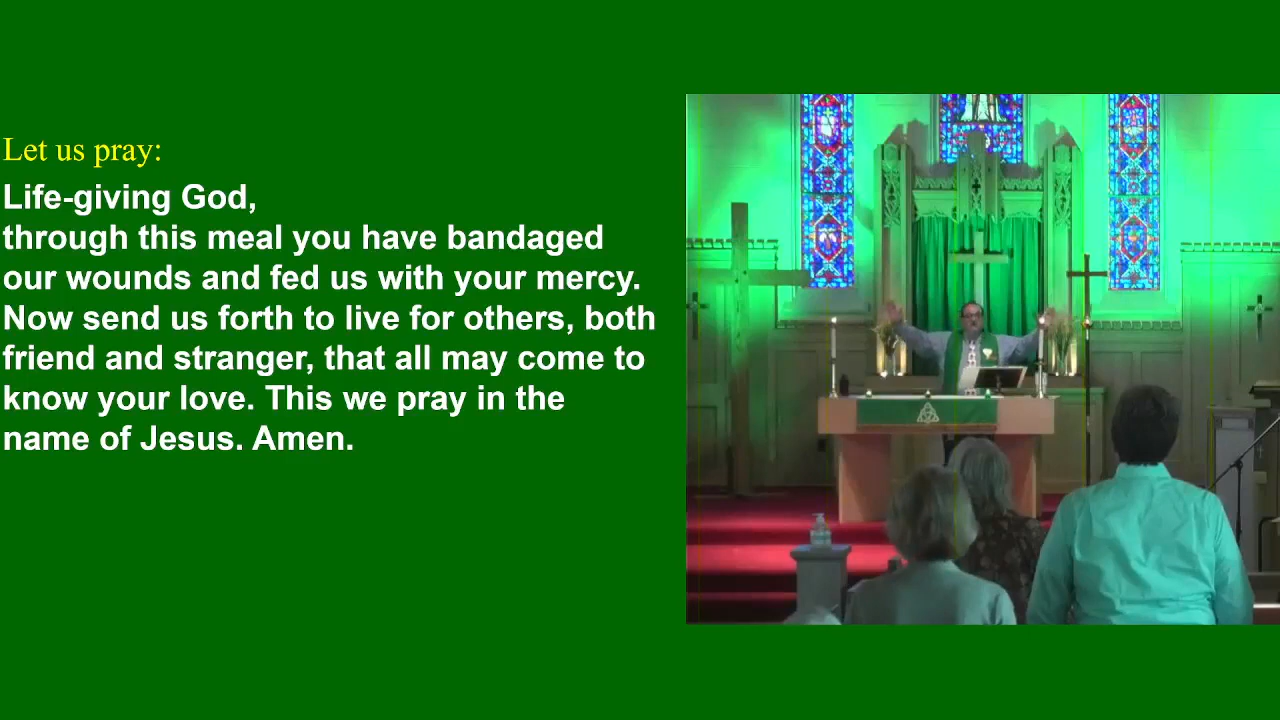 Let us pray:
Life-giving God,
through this meal you have bandaged
our wounds and fed us with your mercy.
Now send us forth to live for others, both
friend and stranger, that all may come to
know your love. This we pray in the
name of Jesus. Amen.